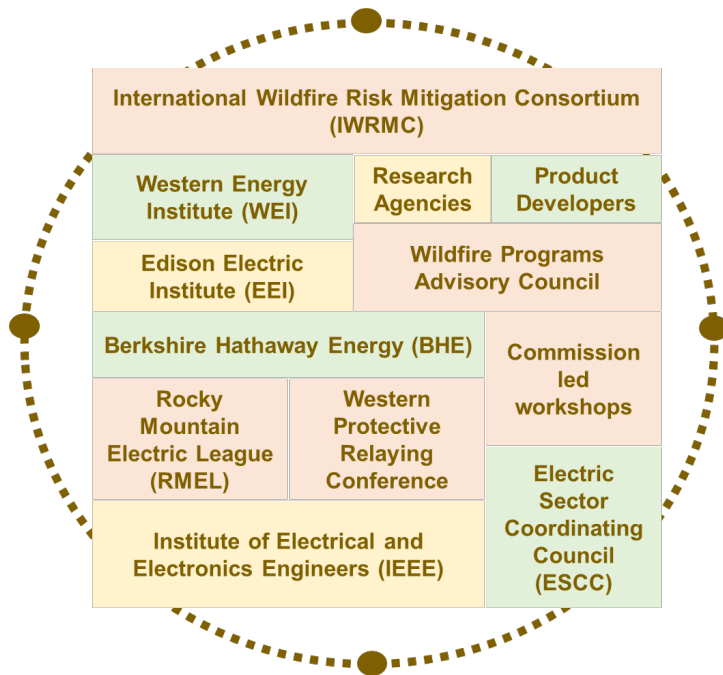 International Wildfire Risk Mitigation Consortium
(IWRMC)
Western Energy
Institute (WEI)
Research
Agencies
Product
Developers
Edison Electric
Institute (EEI)
Wildfire Programs
Advisory Council
Berkshire Hathaway Energy (BHE)
Commission
led
workshops
Rocky
Mountain
Electric League
(RMEL)
Western
Protective
Relaying
Conference
Electric
Sector
Coordinating
Council
(ESCC)
Institute of Electrical and
Electronics Engineers (IEEE)